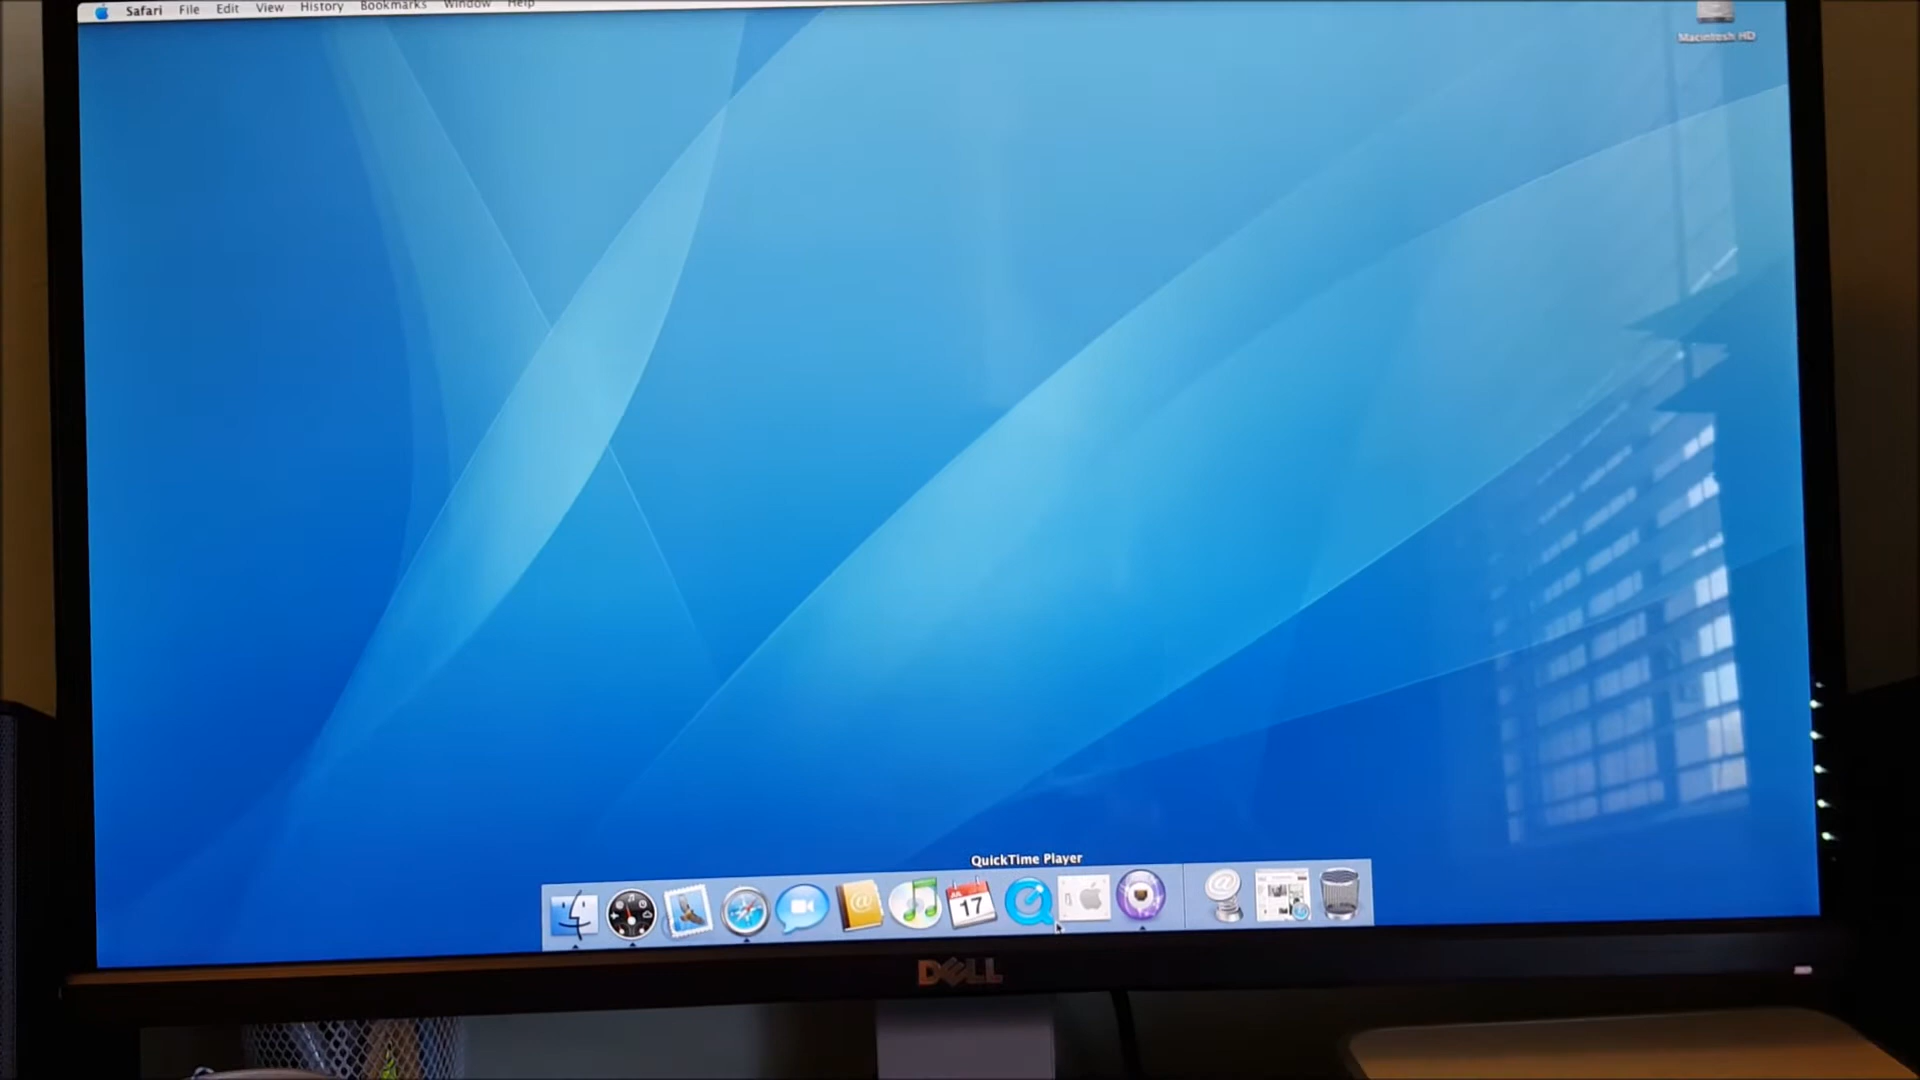 Safari File Edit View History Bookmarks Window Help
Macintosh HD
QuickTime Player
17
DELL